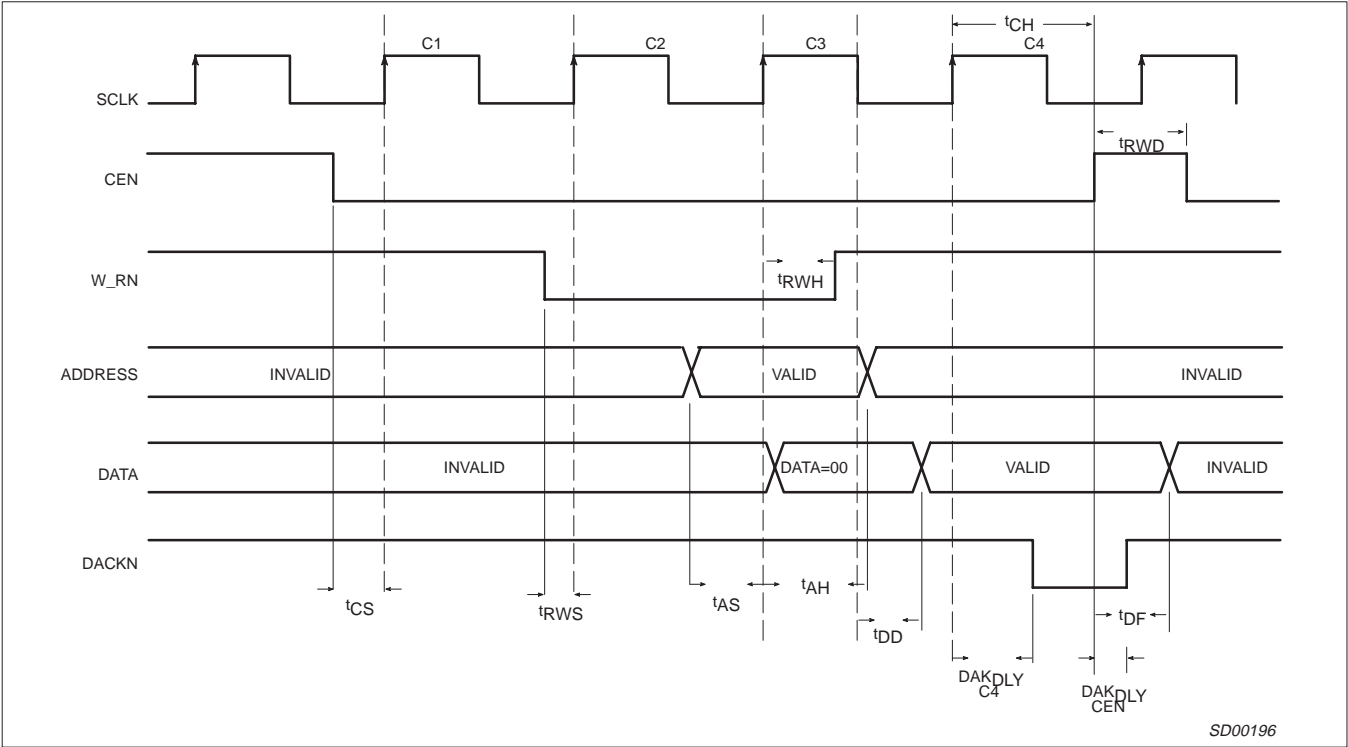 tCH
C1 C2 C3 C4
SCLK
tRWD
CEN
W_RN
tRWH
ADDRESS INVALID VALID INVALID
DATA INVALID DATA=00 VALID INVALID
DACKN
tCS tRWS tAS tAH tDF
tDD
DAKDLY
C4
DAKDLY
CEN
SD00196